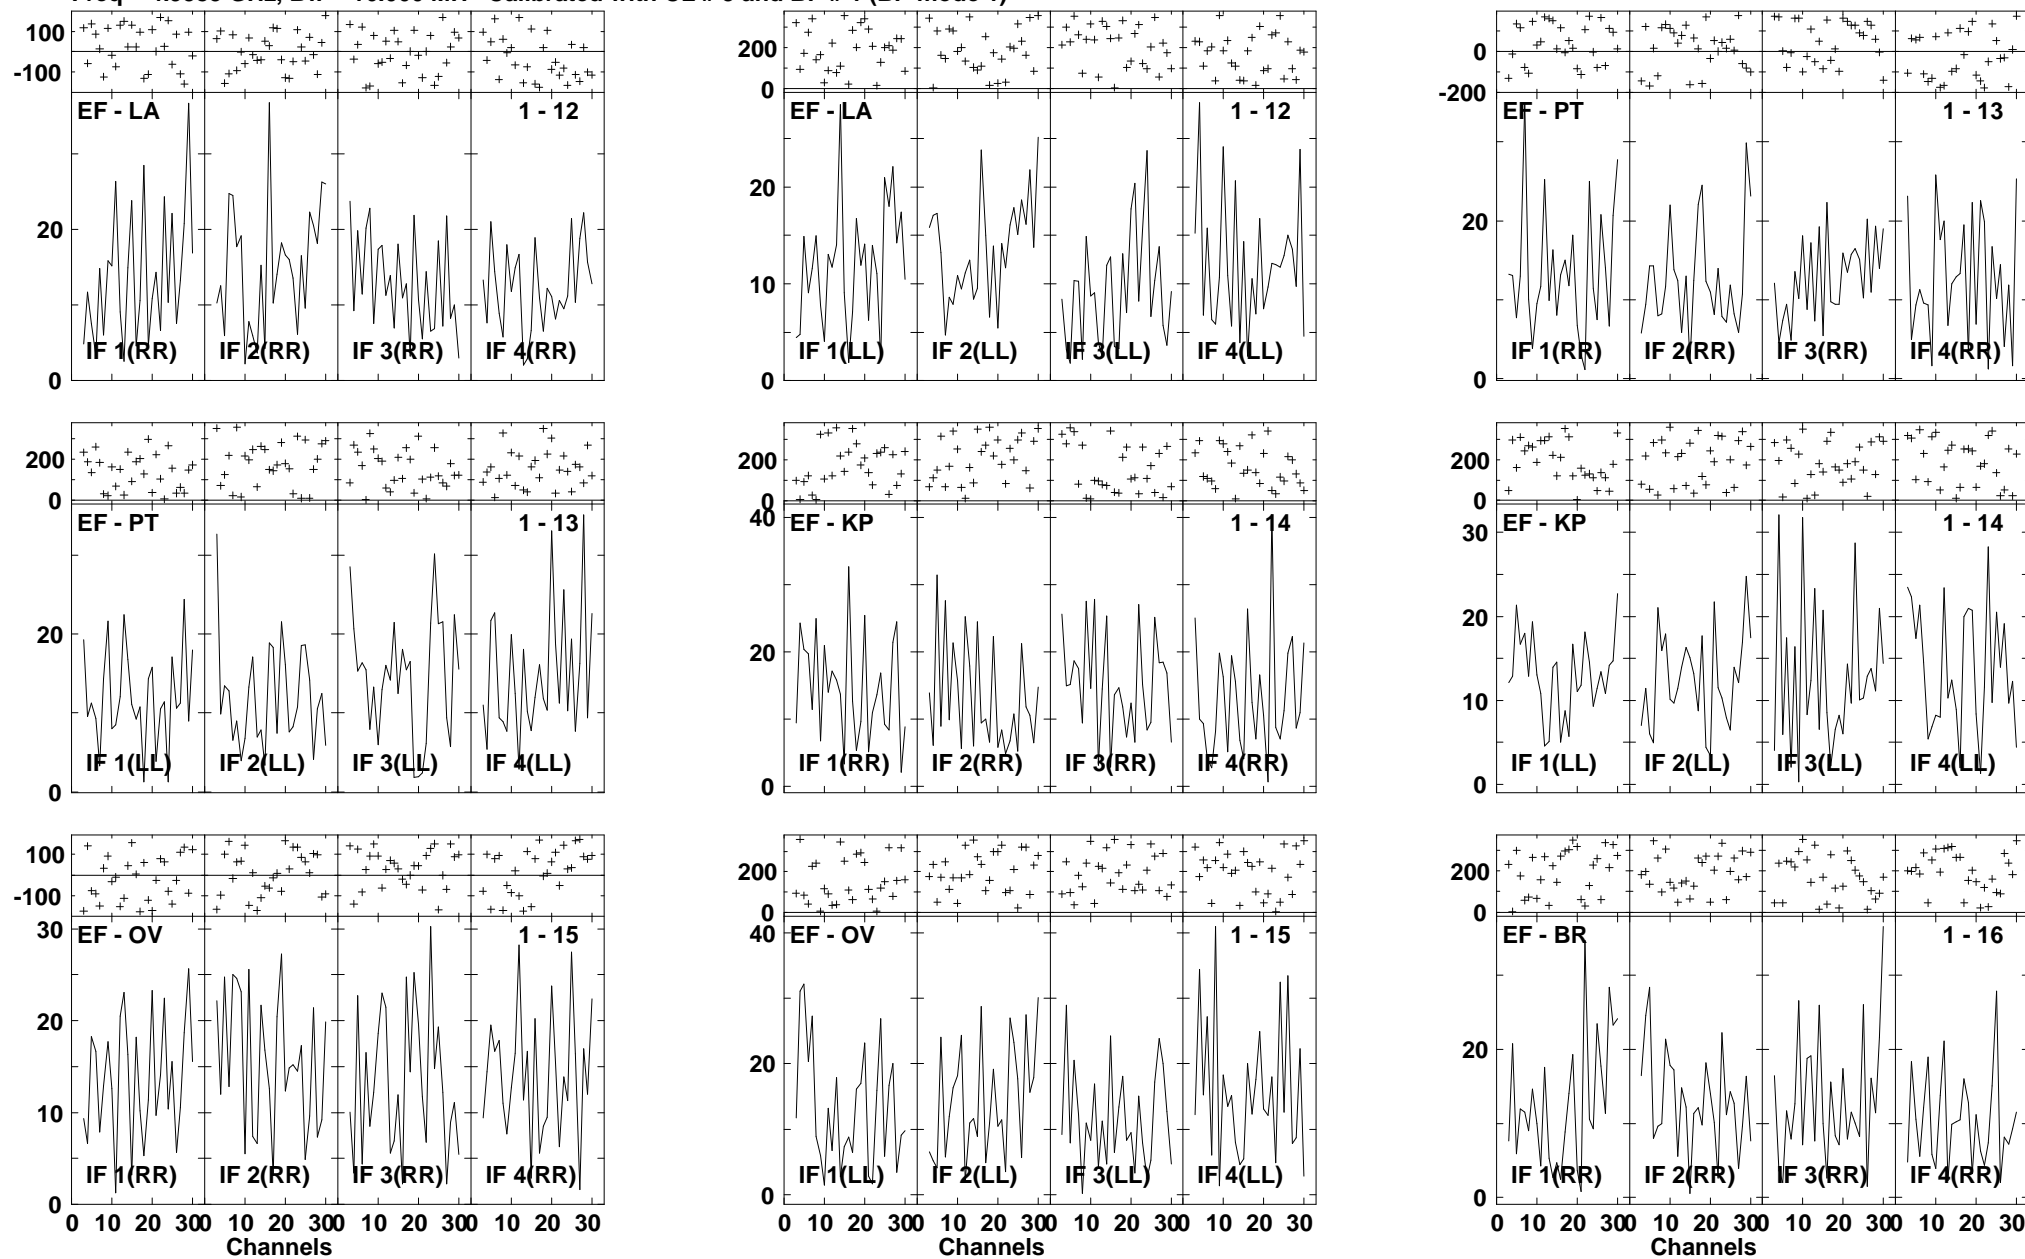 100
-100
EF - LA 1 - 12
20
0
IF 1(RR) IF 2(RR) IF 3(RR) IF 4(RR)
200
0
EF - LA 1 - 12
20
10
0
IF 1(LL) IF 2(LL) IF 3(LL) IF 4(LL)
0
-200
EF - PT 1 - 13
20
0
IF 1(RR) IF 2(RR) IF 3(RR) IF 4(RR)
200
0
EF - PT 1 - 13
20
0
IF 1(LL) IF 2(LL) IF 3(LL) IF 4(LL)
200
0
40
EF - KP 1 - 14
20
0
IF 1(RR) IF 2(RR) IF 3(RR) IF 4(RR)
200
0
EF - KP 1 - 14
30
20
10
0
IF 1(LL) IF 2(LL) IF 3(LL) IF 4(LL)
100
-100
30
EF - OV 1 - 15
20
10
0
IF 1(RR) IF 2(RR) IF 3(RR) IF 4(RR)
0 10 20 30 0 10 20 30 0 10 20 30 0 10 20 30
Channels
200
0
40
EF - OV 1 - 15
20
0
IF 1(LL) IF 2(LL) IF 3(LL) IF 4(LL)
0 10 20 30 0 10 20 30 0 10 20 30 0 10 20 30
Channels
200
0
EF - BR 1 - 16
20
0
IF 1(RR) IF 2(RR) IF 3(RR) IF 4(RR)
0 10 20 30 0 10 20 30 0 10 20 30 0 10 20 30
Channels